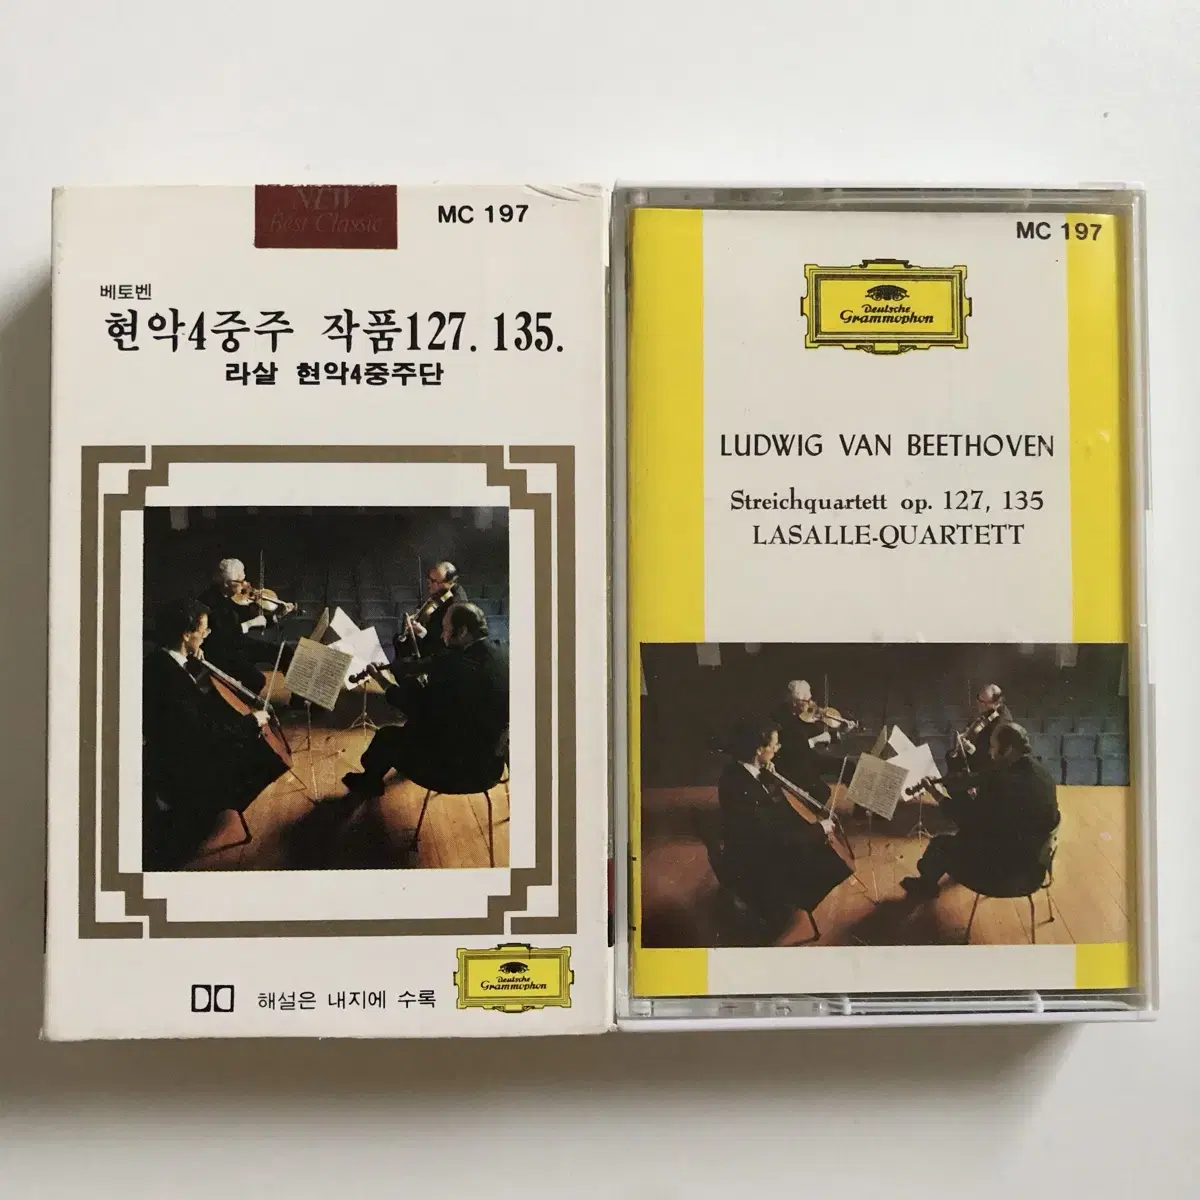 NEW
Best Classic
MC 197
베토벤
현악4중주 작품127. 135.
라살 현악4중주단
해설은 내지에 수록
Deutsche
Grammophon
MC 197
Deutsche
Grammophon
LUDWIG VAN BEETHOVEN
Streichquartett op. 127, 135
LASALLE-QUARTETT